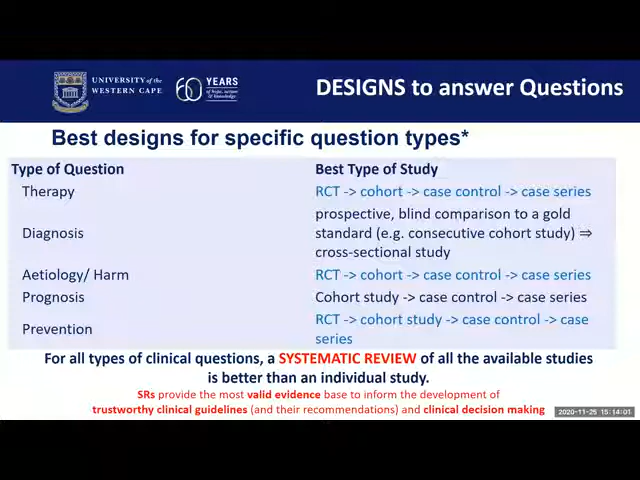 UNIVERSITY of the
WESTERN CAPE
60 YEARS
of Hope, action
& knowledge
DESIGNS to answer Questions
Best designs for specific question types*
Type of Question Best Type of Study
Therapy RCT -> cohort -> case control -> case series
Diagnosis prospective, blind comparison to a gold
standard (e.g. consecutive cohort study) ⇒
cross-sectional study
Aetiology/ Harm RCT -> cohort -> case control -> case series
Prognosis Cohort study -> case control -> case series
Prevention RCT -> cohort study -> case control -> case
series
For all types of clinical questions, a SYSTEMATIC REVIEW of all the available studies
is better than an individual study.
SRs provide the most valid evidence base to inform the development of
trustworthy clinical guidelines (and their recommendations) and clinical decision making
2020-11-25 15:14:01